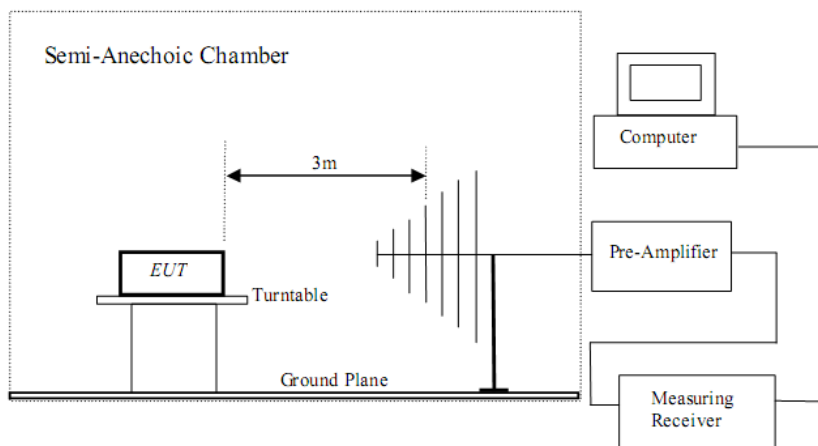 Semi-Anechoic Chamber
Computer
3m
Pre-Amplifier
EUT
Turntable
Ground Plane
Measuring
Receiver